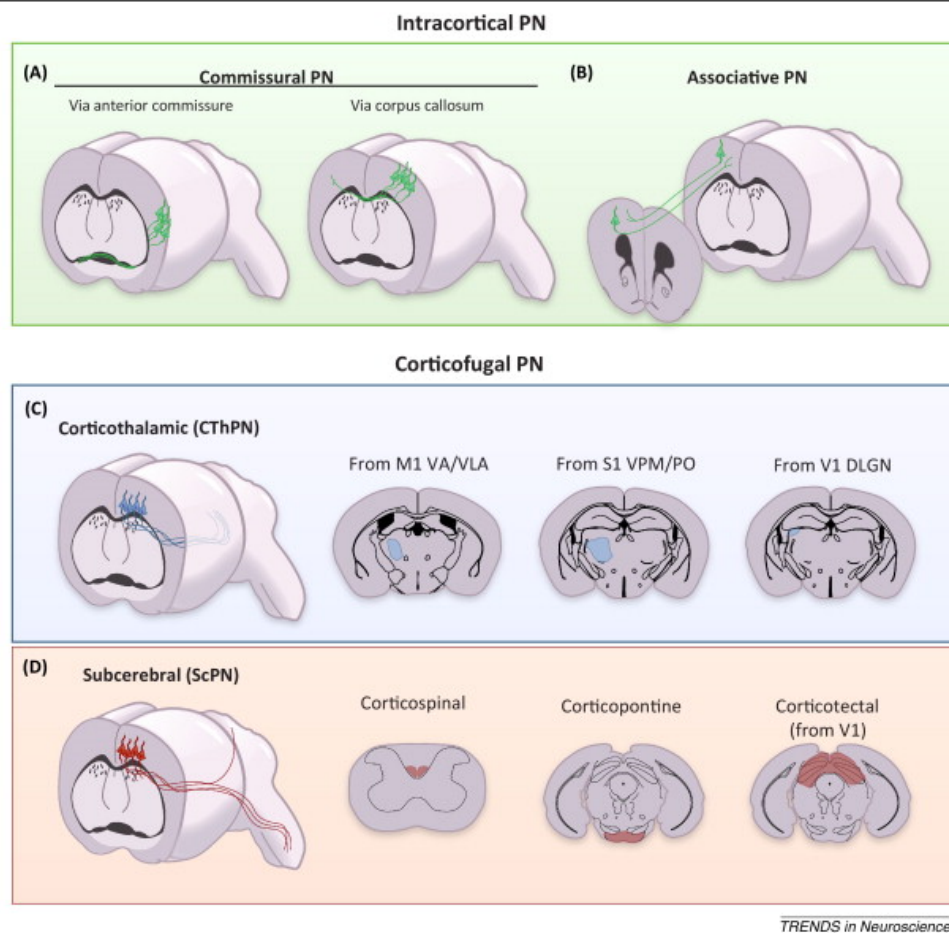 Intracortical PN
(A)
Commissural PN
(B)
Associative PN
Via anterior commissure
Via corpus callosum
Corticofugal PN
(C)
Corticothalamic (CThPN)
From M1 VA/VLA
From S1 VPM/PO
From V1 DLGN
(D)
Subcerebral (ScPN)
Corticospinal
Corticopontine
Corticotectal
(from V1)
TRENDS in Neuroscience